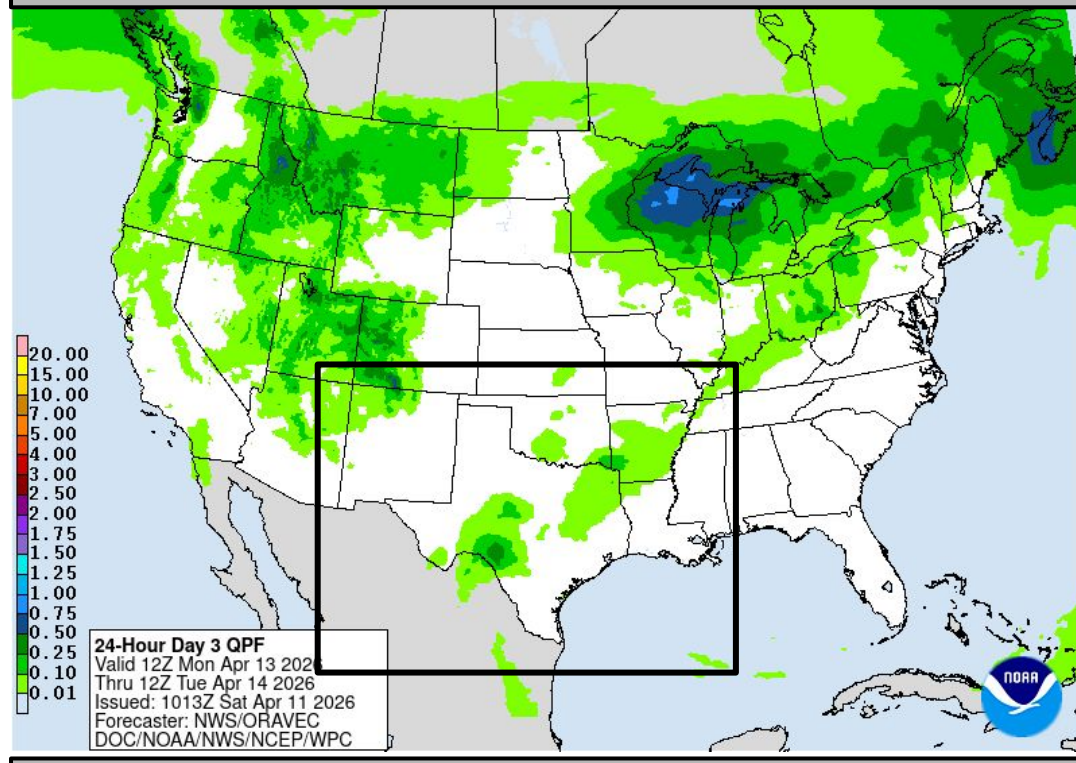 20.00
15.00
10.00
7.00
5.00
4.00
3.00
2.50
2.00
1.75
1.50
1.25
1.00
0.75
0.50
0.25
0.10
0.01
24-Hour Day 3 QPF
Valid 12Z Mon Apr 13 2026
Thru 12Z Tue Apr 14 2026
Issued: 1013Z Sat Apr 11 2026
Forecaster: NWS/ORAVEC
DOC/NOAA/NWS/NCEP/WPC
NOAA